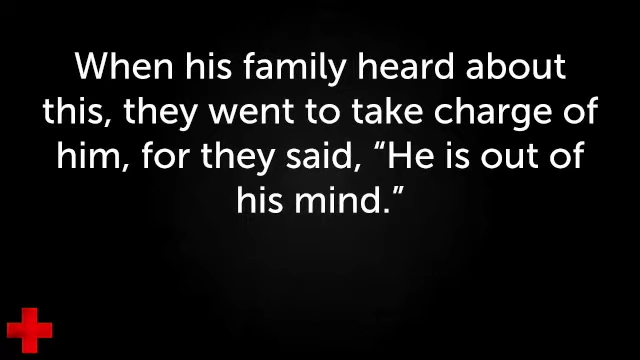 When his family heard about
this, they went to take charge of
him, for they said, “He is out of
his mind.”